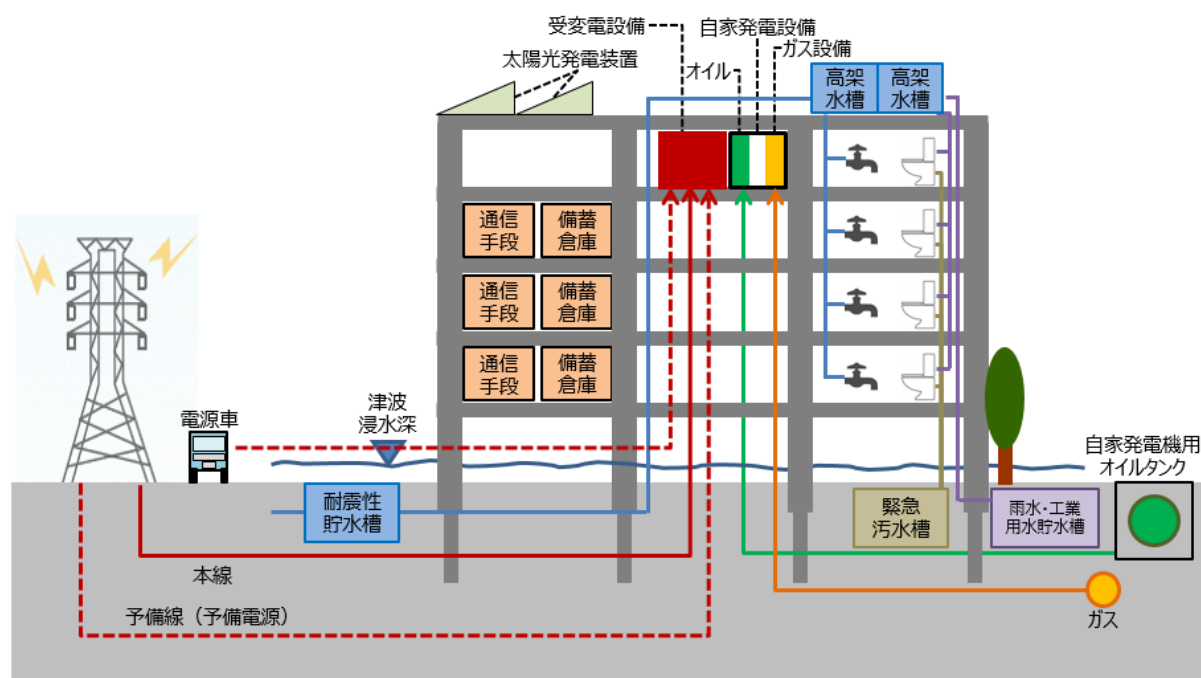 受変電設備
自家発電設備
太陽光発電装置
オイル
ガス設備
高架
水槽
高架
水槽
通信
手段
備蓄
倉庫
通信
手段
備蓄
倉庫
通信
手段
備蓄
倉庫
電源車
津波
浸水深
自家発電機用
オイルタンク
耐震性
貯水槽
緊急
汚水槽
雨水・工業
用水貯水槽
本線
予備線（予備電源）
ガス